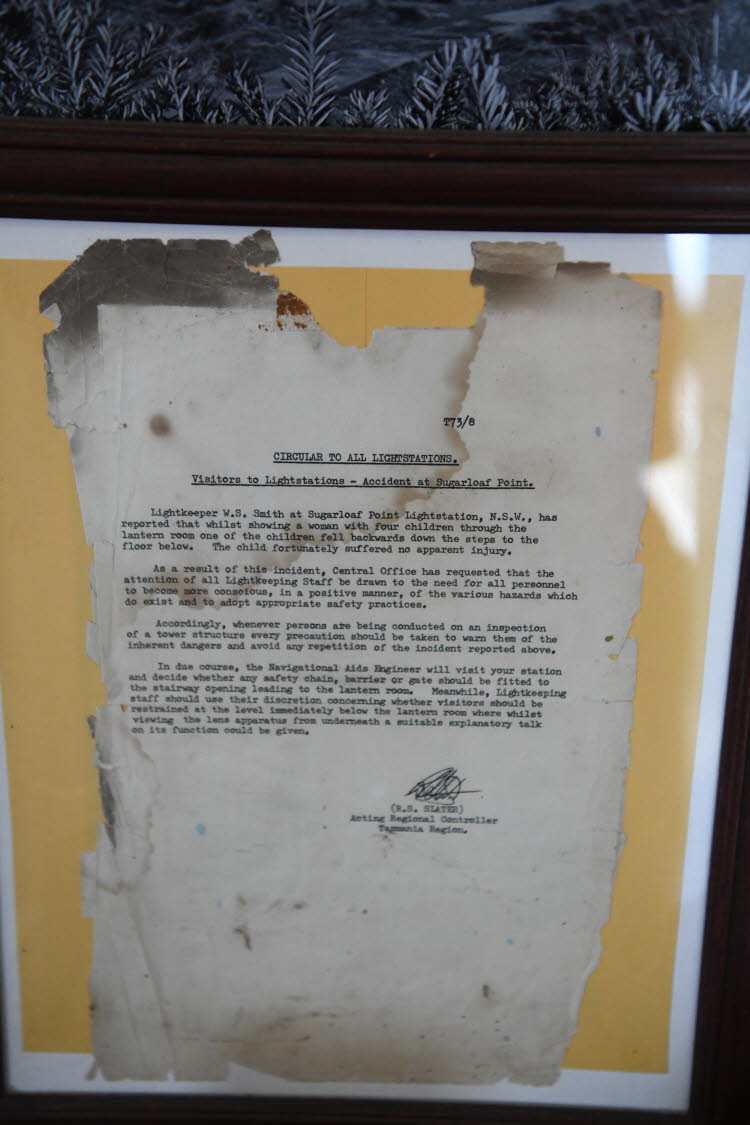 T73/8
CIRCULAR TO ALL LIGHTSTATIONS.
Visitors to Lightstations - Accident at Sugarloaf Point.
Lightkeeper W.S. Smith at Sugarloaf Point Lightstation, N.S.W., has
reported that whilst showing a woman with four children through the
lantern room one of the children fell backwards down the steps to the
floor below. The child fortunately suffered no apparent injury.
As a result of this incident, Central Office has requested that the
attention of all Lightkeeping Staff be drawn to the need for all personnel
to become more conscious, in a positive manner, of the various hazards which
do exist and to adopt appropriate safety practices.
Accordingly, whenever persons are being conducted on an inspection
of a tower structure every precaution should be taken to warn them of the
inherent dangers and avoid any repetition of the incident reported above.
In due course, the Navigational Aids Engineer will visit your station
and decide whether any safety chain, barrier or gate should be fitted to
the stairway opening leading to the lantern room. Meanwhile, Lightkeeping
staff should use their discretion concerning whether visitors should be
restrained at the level immediately below the lantern room where whilst
viewing the lens apparatus from underneath a suitable explanatory talk
on its function could be given.
(R.S. SLATER)
Acting Regional Controller
Tasmania Region.